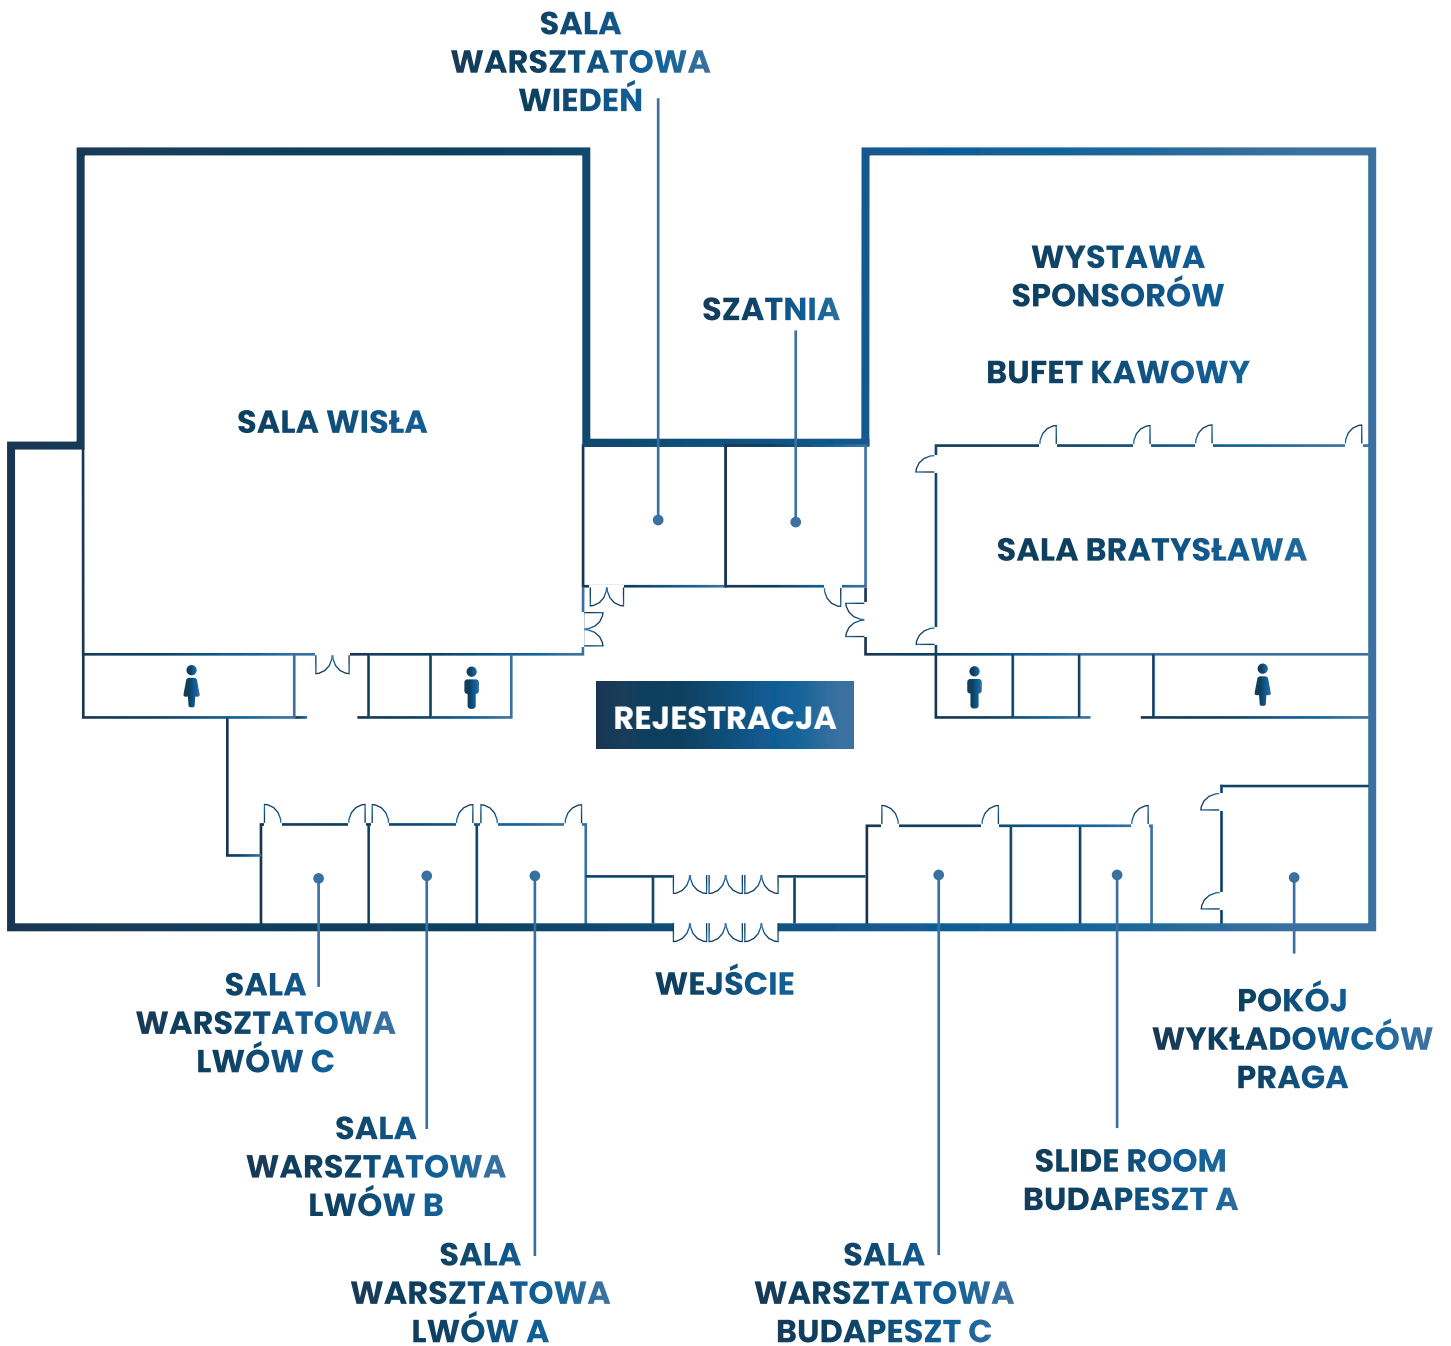 SALA
WARSZTATOWA
WIEDEŃ
SZATNIA
WYSTAWA
SPONSORÓW
BUFET KAWOWY
SALA WISŁA
SALA BRATYSŁAWA
REJESTRACJA
WEJŚCIE
SALA
WARSZTATOWA
LWÓW C
SALA
WARSZTATOWA
LWÓW B
SALA
WARSZTATOWA
LWÓW A
SALA
WARSZTATOWA
BUDAPESZT C
SLIDE ROOM
BUDAPESZT A
POKÓJ
WYKŁADOWCÓW
PRAGA